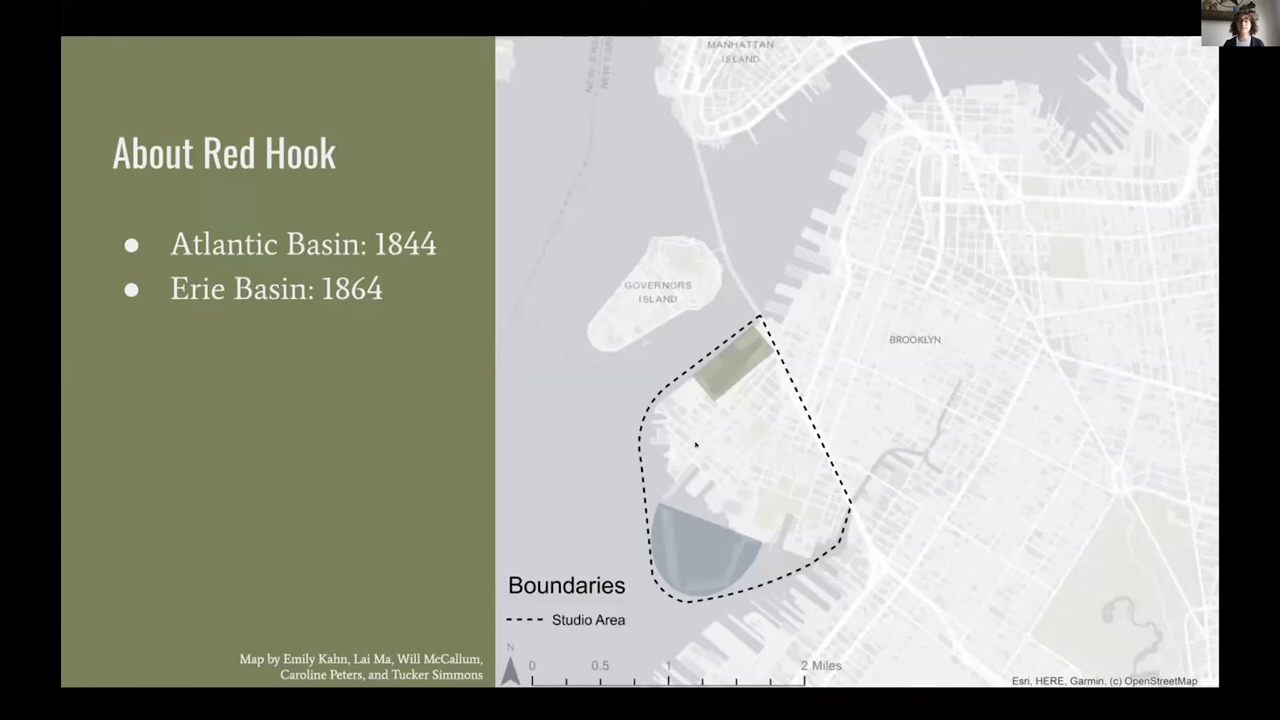 About Red Hook
● Atlantic Basin: 1844
● Erie Basin: 1864
Map by Emily Kahn, Lai Ma, Will McCallum,
Caroline Peters, and Tucker Simmons
MANHATTAN
ISLAND
GOVERNORS
ISLAND
BROOKLYN
Boundaries
Studio Area
N
0 0.5 1 2 Miles
Esri, HERE, Garmin, (c) OpenStreetMap